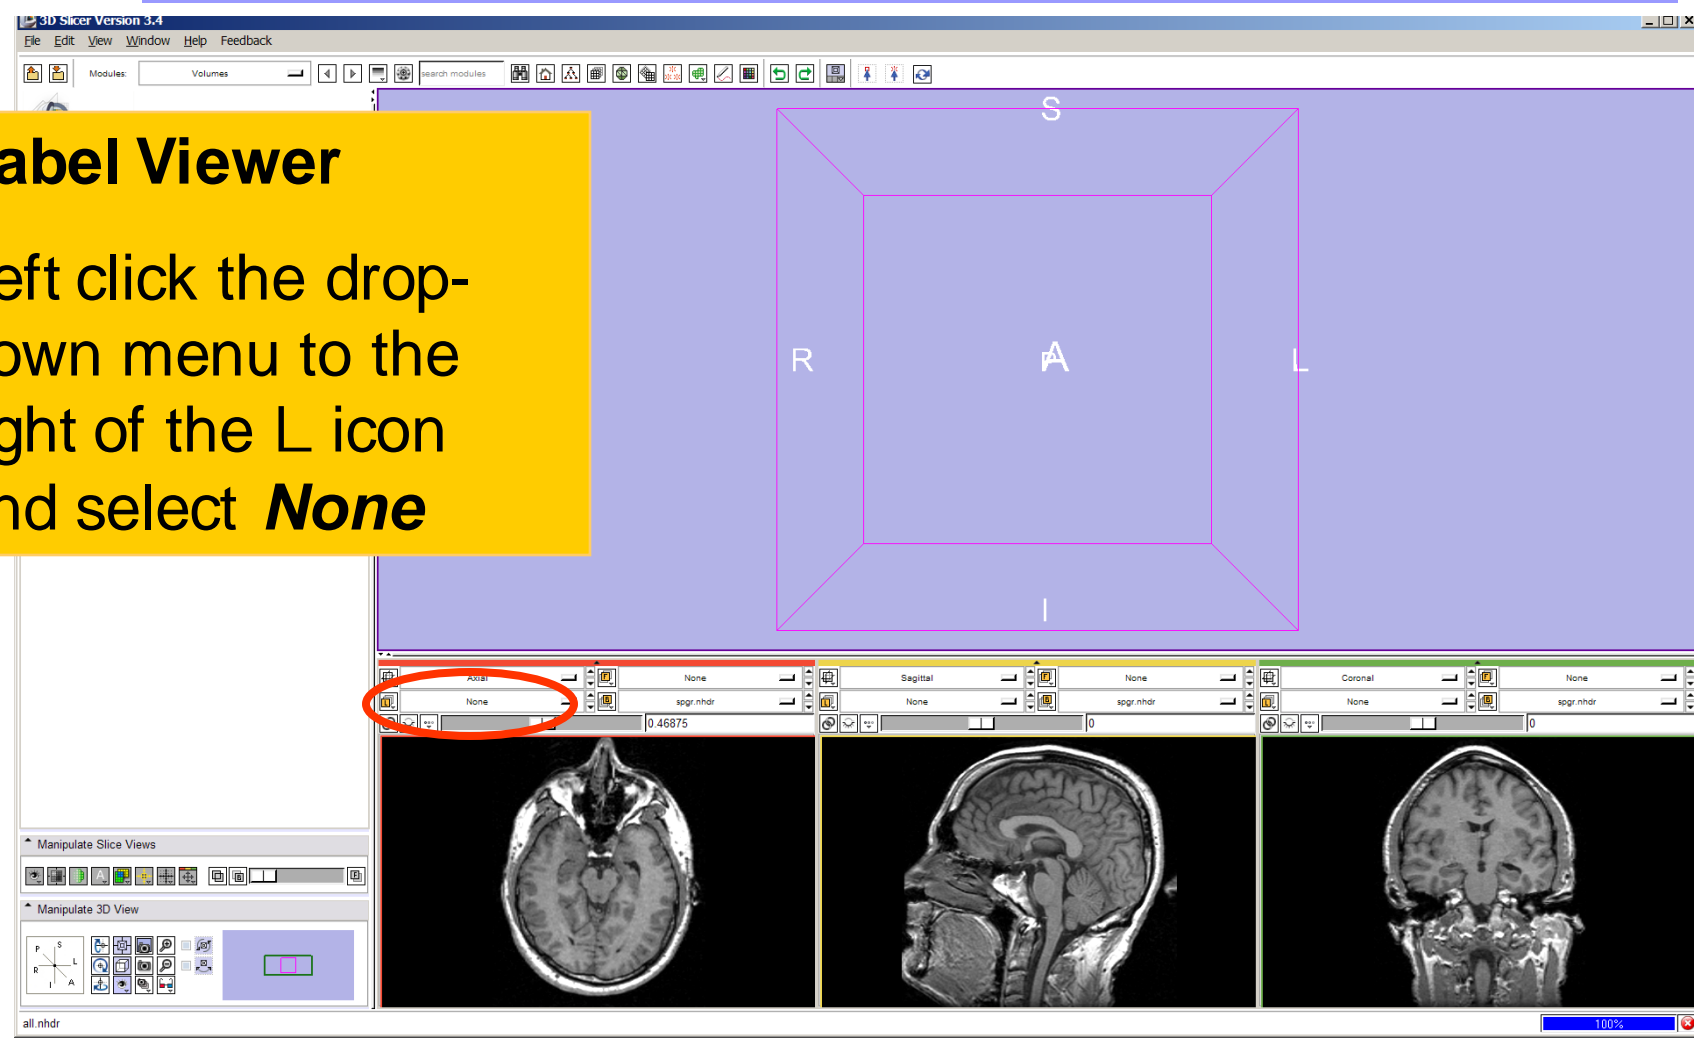 3D Slicer Version 3.4
File Edit View Window Help Feedback
Modules: Volumes search modules
abel Viewer
eft click the drop-
own menu to the
ght of the L icon
nd select None
S
R A P L
I
Axial None Sagittal None Coronal None
None spgr.nhdr None spgr.nhdr None spgr.nhdr
0.46875 0 0
Manipulate Slice Views
Manipulate 3D View
P S
R L
I A
all.nhdr
100%